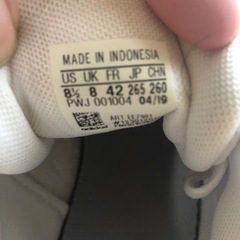 MADE IN INDONESIA
US UK FR JP CHN
8½ 8 42 265 260
PWJ 001004 04/19